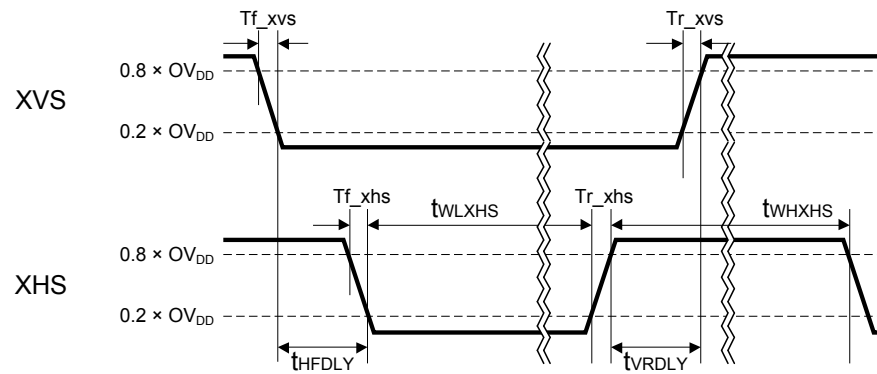 Tf_xvs
Tr_xvs
0.8 × OVDD
XVS
0.2 × OVDD
Tf_xhs
tWLXHS
Tr_xhs
tWHXHS
0.8 × OVDD
XHS
0.2 × OVDD
tHFDLY
tVRDLY